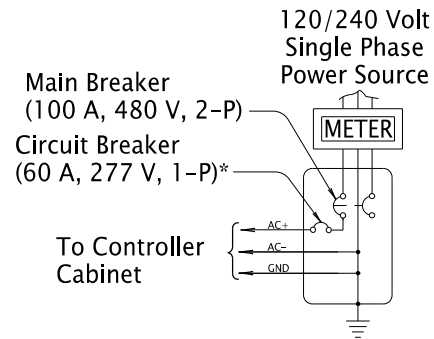 120/240 Volt
Single Phase
Power Source
Main Breaker
(100 A, 480 V, 2-P)
METER
Circuit Breaker
(60 A, 277 V, 1-P)*
AC+
To Controller
Cabinet
AC-
GND